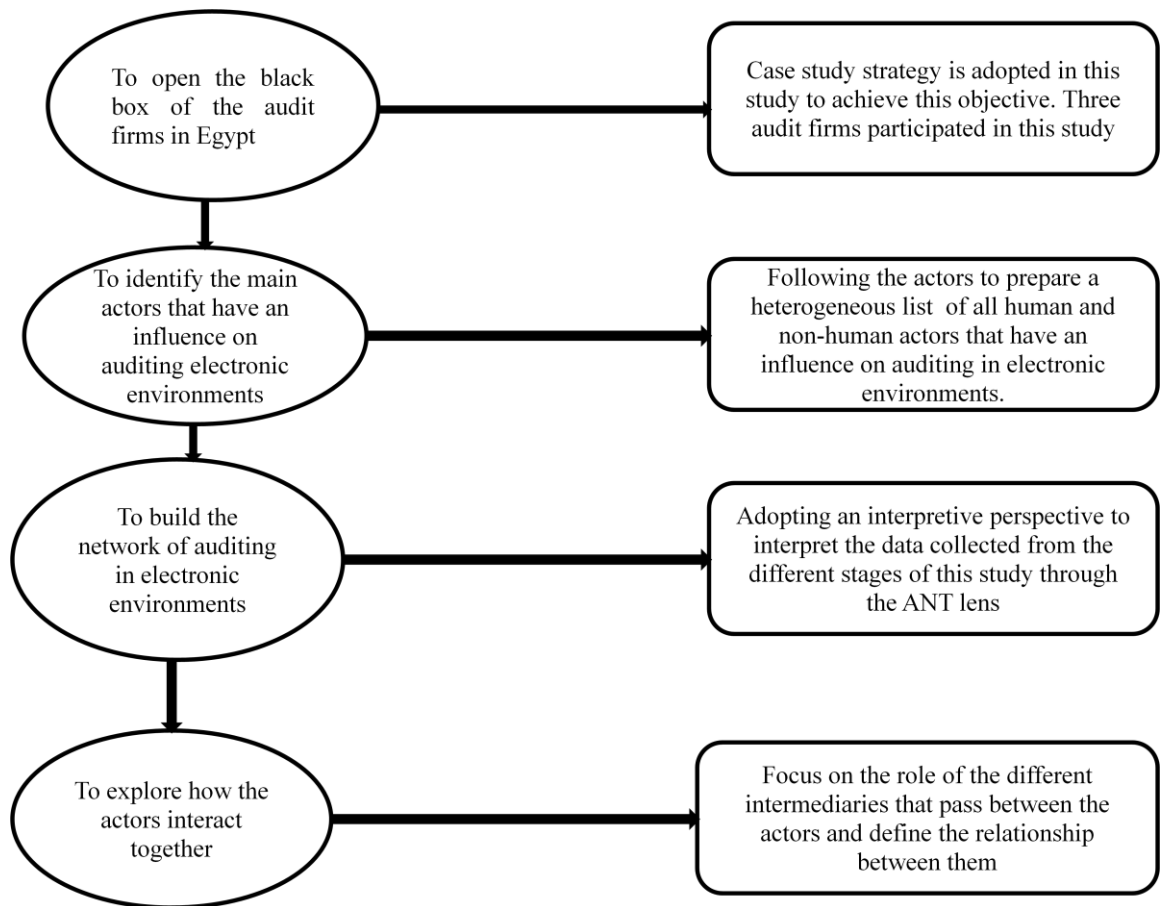 To open the black
box of the audit
firms in Egypt
Case study strategy is adopted in this
study to achieve this objective. Three
audit firms participated in this study
To identify the main
actors that have an
influence on
auditing electronic
environments
Following the actors to prepare a
heterogeneous list of all human and
non-human actors that have an
influence on auditing in electronic
environments.
To build the
network of auditing
in electronic
environments
Adopting an interpretive perspective to
interpret the data collected from the
different stages of this study through
the ANT lens
To explore how the
actors interact
together
Focus on the role of the different
intermediaries that pass between the
actors and define the relationship
between them